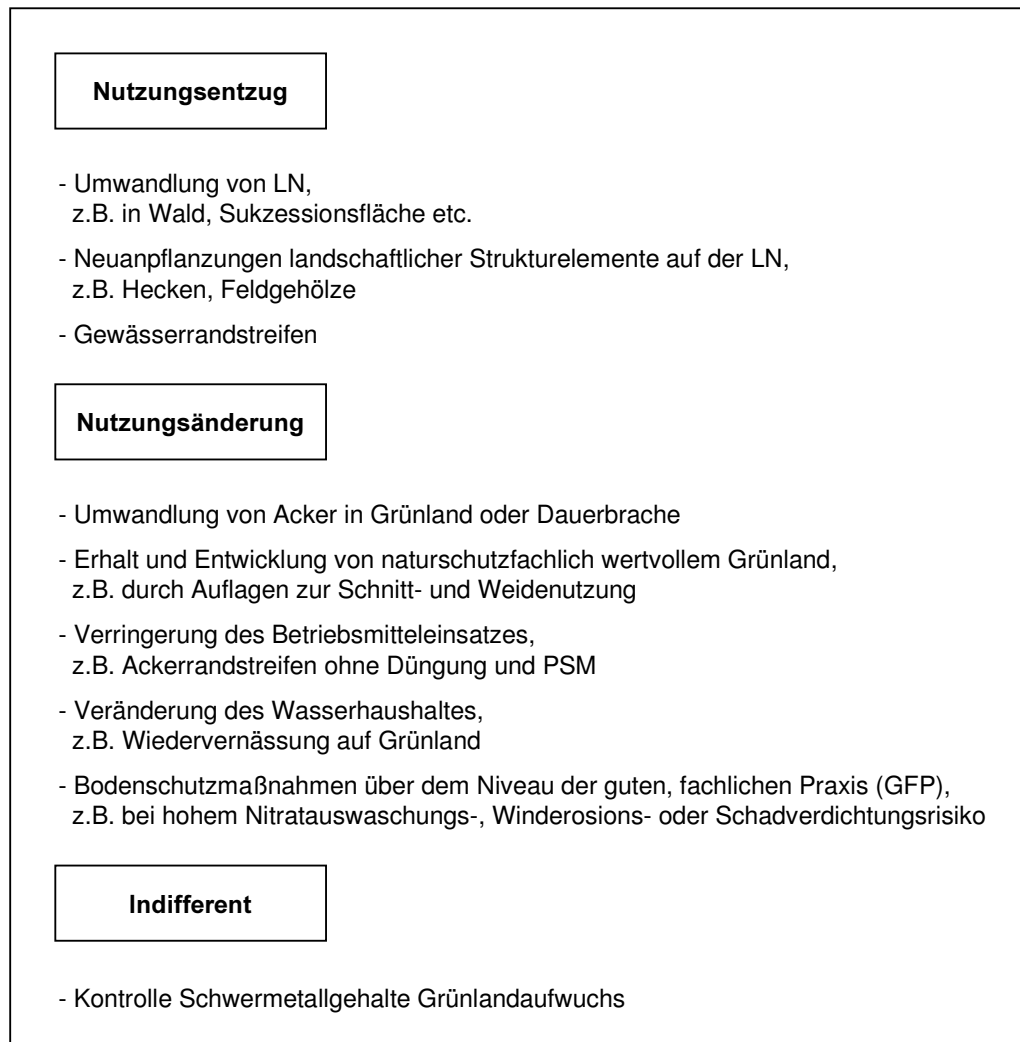 Nutzungsentzug
- Umwandlung von LN,
z.B. in Wald, Sukzessionsfläche etc.
- Neuanpflanzungen landschaftlicher Strukturelemente auf der LN,
z.B. Hecken, Feldgehölze
- Gewässerrandstreifen
Nutzungsänderung
- Umwandlung von Acker in Grünland oder Dauerbrache
- Erhalt und Entwicklung von naturschutzfachlich wertvollem Grünland,
z.B. durch Auflagen zur Schnitt- und Weidenutzung
- Verringerung des Betriebsmitteleinsatzes,
z.B. Ackerrandstreifen ohne Düngung und PSM
- Veränderung des Wasserhaushaltes,
z.B. Wiedervernässung auf Grünland
- Bodenschutzmaßnahmen über dem Niveau der guten, fachlichen Praxis (GFP),
z.B. bei hohem Nitratauswaschungs-, Winderosions- oder Schadverdichtungsrisiko
Indifferent
- Kontrolle Schwermetallgehalte Grünlandaufwuchs